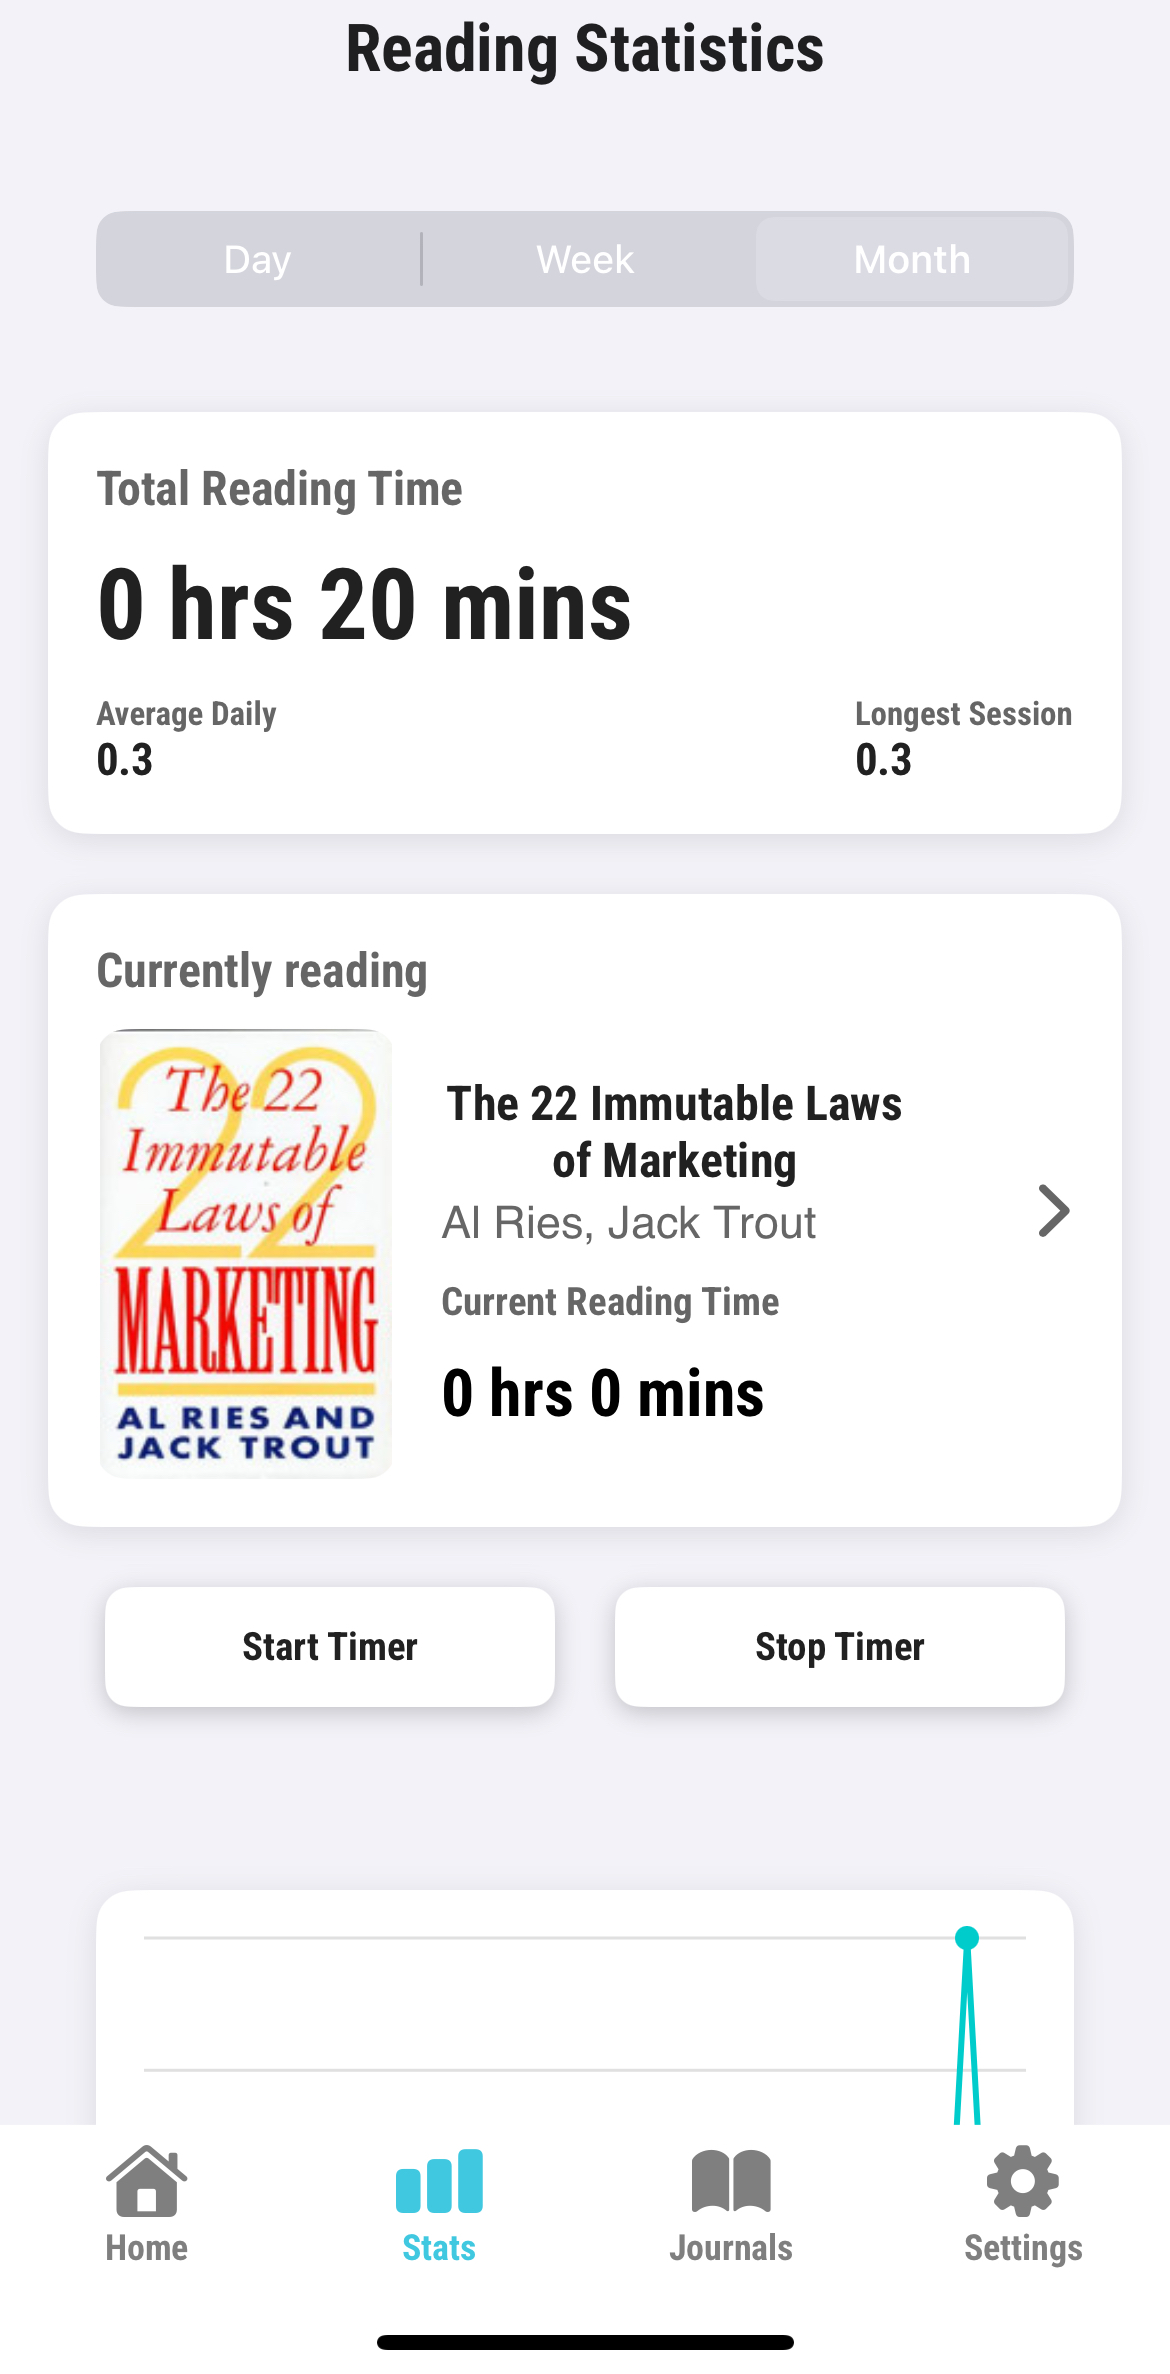 Reading Statistics
Day Week Month
Total Reading Time
0 hrs 20 mins
Average Daily Longest Session
0.3 0.3
Currently reading
The 22
Immutable
Laws of
MARKETING
AL RIES AND
JACK TROUT
The 22 Immutable Laws
of Marketing
Al Ries, Jack Trout
Current Reading Time
0 hrs 0 mins
Start Timer Stop Timer
Home Stats Journals Settings